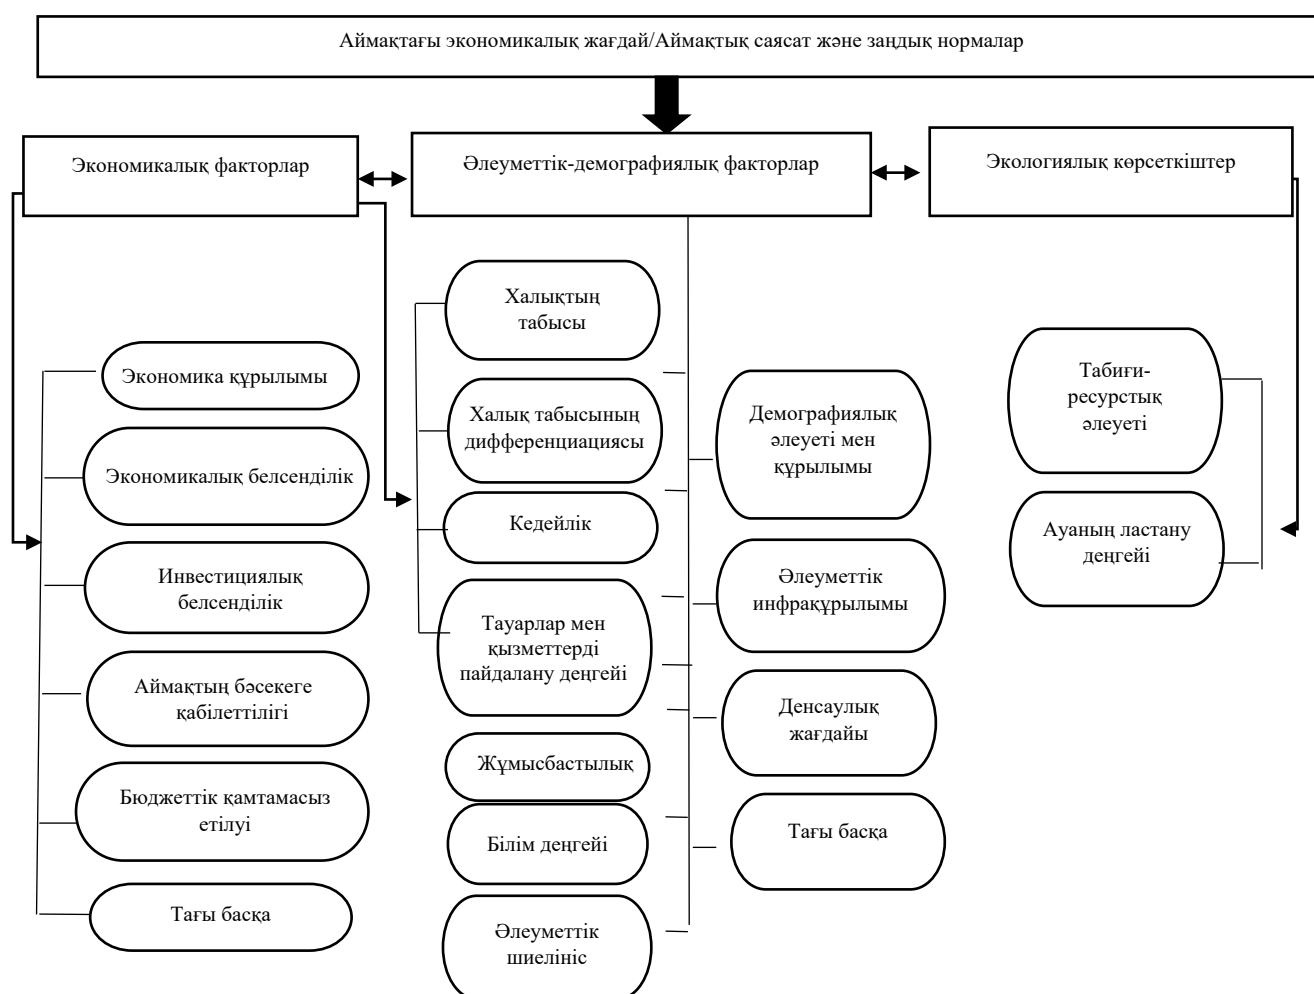 Аймақтағы экономикалық жағдай/Аймақтық саясат және заңдық нормалар
Экономикалық факторлар
Әлеуметтік-демографиялық факторлар
Экологиялық көрсеткіштер
Экономика құрылымы
Экономикалық белсенділік
Инвестициялық
белсенділік
Аймақтың бәсекеге
қабілеттілігі
Бюджеттік қамтамасыз
етілуі
Тағы басқа
Халықтың
табысы
Халық табысының
дифференциациясы
Кедейлік
Тауарлар мен
қызметтерді
пайдалану деңгейі
Жұмысбастылық
Білім деңгейі
Әлеуметтік
шиелініс
Демографиялық
әлеуеті мен
құрылымы
Әлеуметтік
инфрақұрылымы
Денсаулық
жағдайы
Тағы басқа
Табиғи-
ресурстық
әлеуеті
Ауаның ластану
деңгейі